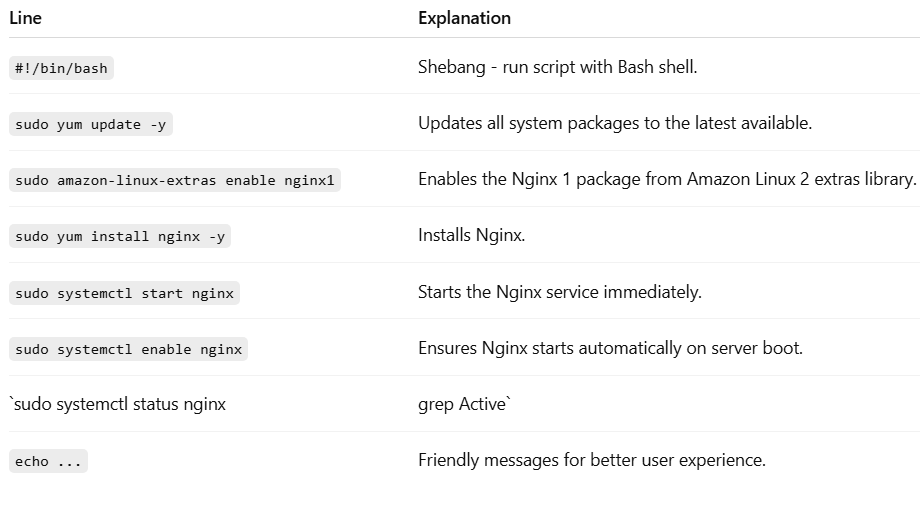 Line Explanation
#!/bin/bash Shebang - run script with Bash shell.
sudo yum update -y Updates all system packages to the latest available.
sudo amazon-linux-extras enable nginx1 Enables the Nginx 1 package from Amazon Linux 2 extras library.
sudo yum install nginx -y Installs Nginx.
sudo systemctl start nginx Starts the Nginx service immediately.
sudo systemctl enable nginx Ensures Nginx starts automatically on server boot.
`sudo systemctl status nginx grep Active`
echo ... Friendly messages for better user experience.